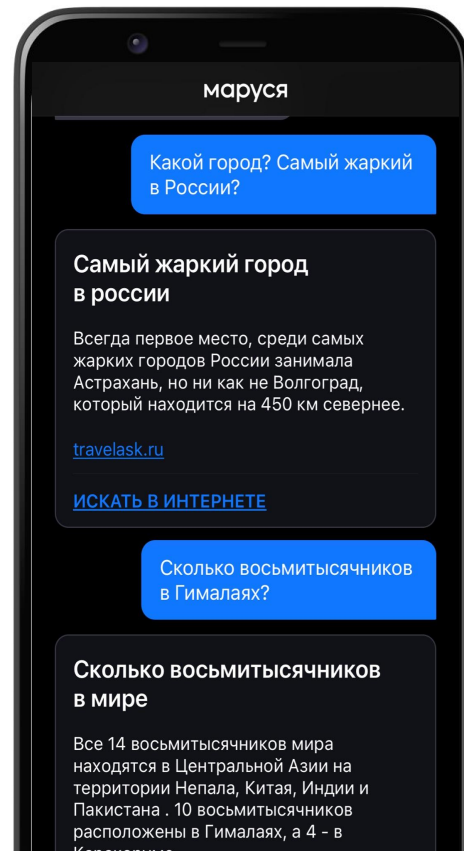 маруся
Какой город? Самый жаркий
в России?
Самый жаркий город
в россии
Всегда первое место, среди самых
жарких городов России занимала
Астрахань, но ни как не Волгоград,
который находится на 450 км севернее.
travelask.ru
ИСКАТЬ В ИНТЕРНЕТЕ
Сколько восьмитысячников
в Гималаях?
Сколько восьмитысячников
в мире
Все 14 восьмитысячников мира
находятся в Центральной Азии на
территории Непала, Китая, Индии и
Пакистана . 10 восьмитысячников
расположены в Гималаях, а 4 - в